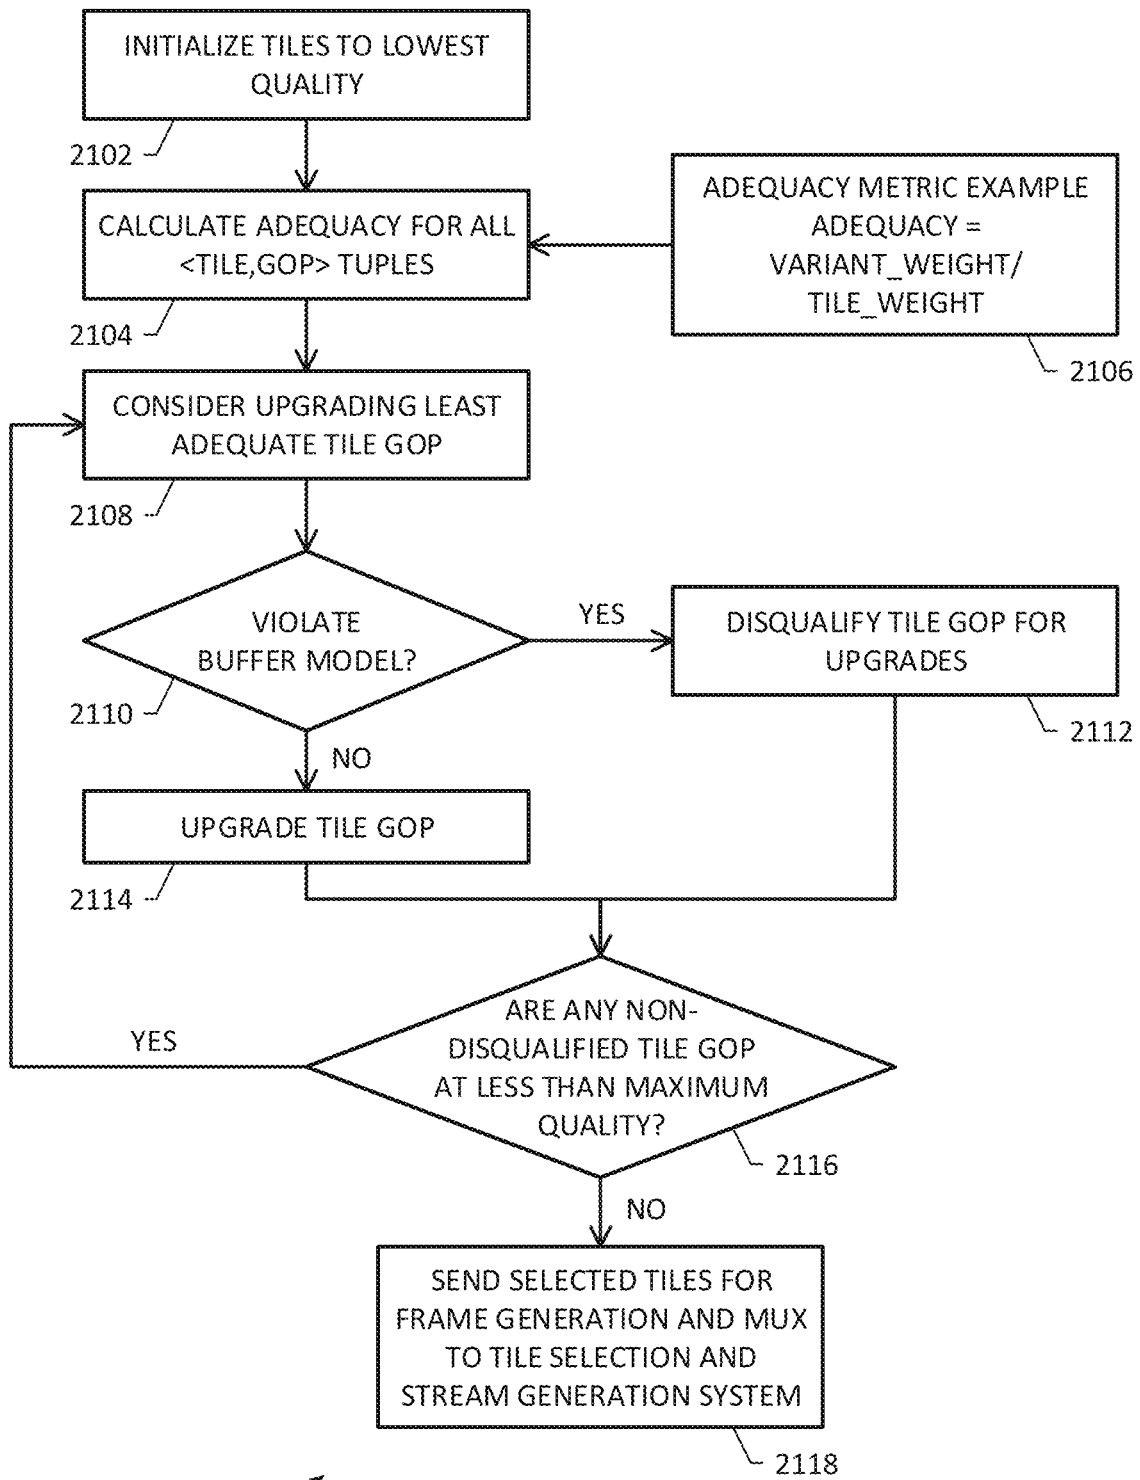 INITIALIZE TILES TO LOWEST
QUALITY
2102
CALCULATE ADEQUACY FOR ALL
<TILE,GOP> TUPLES
2104
ADEQUACY METRIC EXAMPLE
ADEQUACY =
VARIANT_WEIGHT/
TILE_WEIGHT
2106
CONSIDER UPGRADING LEAST
ADEQUATE TILE GOP
2108
VIOLATE
BUFFER MODEL?
2110
YES
DISQUALIFY TILE GOP FOR
UPGRADES
2112
NO
UPGRADE TILE GOP
2114
ARE ANY NON-
DISQUALIFIED TILE GOP
AT LESS THAN MAXIMUM
QUALITY?
2116
YES
NO
SEND SELECTED TILES FOR
FRAME GENERATION AND MUX
TO TILE SELECTION AND
STREAM GENERATION SYSTEM
2118